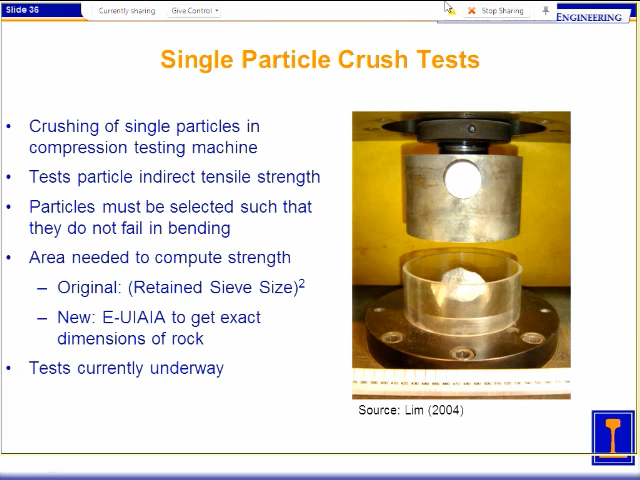 Slide 36
Currently sharing
Give Control
Stop Sharing
ENGINEERING
Single Particle Crush Tests
• Crushing of single particles in
compression testing machine
• Tests particle indirect tensile strength
• Particles must be selected such that
they do not fail in bending
• Area needed to compute strength
– Original: (Retained Sieve Size)²
– New: E-UIAIA to get exact
dimensions of rock
• Tests currently underway
Source: Lim (2004)